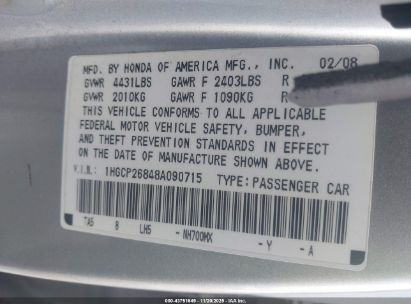 MFD. BY HONDA OF AMERICA MFG., INC. 02/08
GVWR 4431LBS GAWR F 2403LBS R
GVWR 2010KG GAWR F 1090KG R
THIS VEHICLE CONFORMS TO ALL APPLICABLE
FEDERAL MOTOR VEHICLE SAFETY, BUMPER,
AND THEFT PREVENTION STANDARDS IN EFFECT
ON THE DATE OF MANUFACTURE SHOWN ABOVE.
V.I.N.: 1HGCP26848A090715 TYPE: PASSENGER CAR
TA5 8 LH5 - NH700MX - Y - A